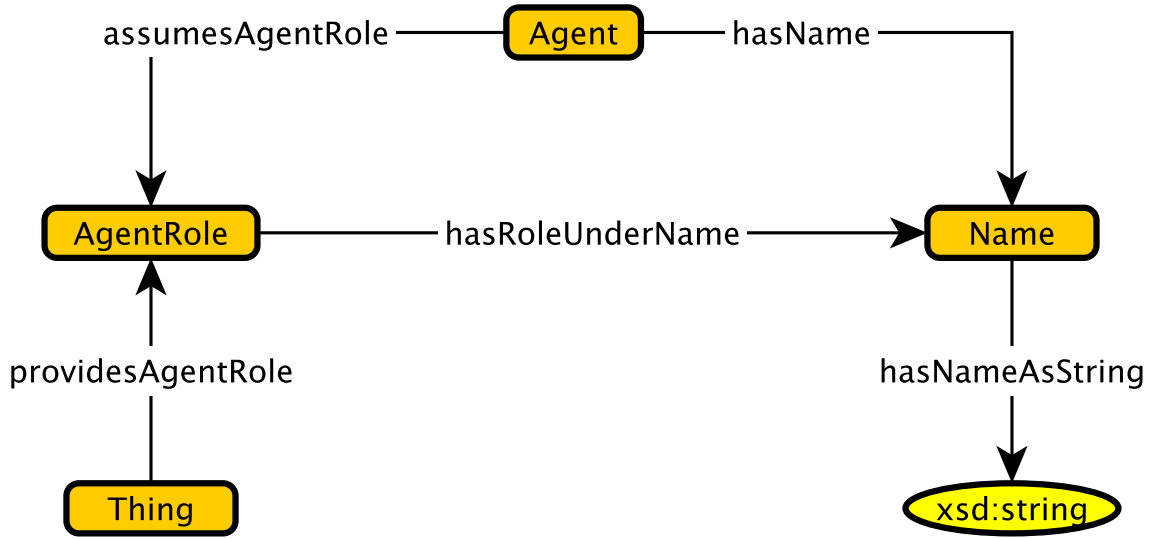 assumesAgentRole
Agent
hasName
AgentRole
hasRoleUnderName
Name
providesAgentRole
hasNameAsString
Thing
xsd:string